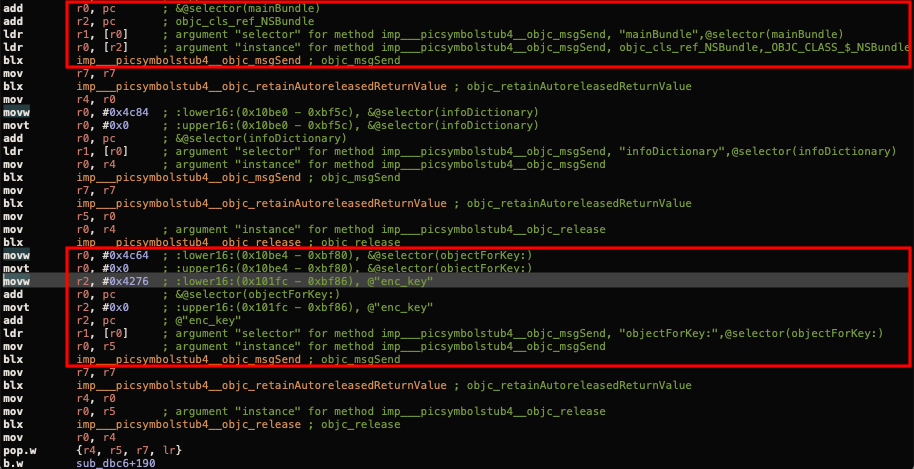 add r0, pc ; &@selector(mainBundle)
add r2, pc ; objc_cls_ref_NSBundle
ldr r1, [r0] ; argument "selector" for method imp___picsymbolstub4__objc_msgSend, "mainBundle",@selector(mainBundle)
ldr r0, [r2] ; argument "instance" for method imp___picsymbolstub4__objc_msgSend, objc_cls_ref_NSBundle,_OBJC_CLASS_$_NSBundle
blx imp___picsymbolstub4__objc_msgSend ; objc_msgSend
mov r7, r7
blx imp___picsymbolstub4__objc_retainAutoreleasedReturnValue ; objc_retainAutoreleasedReturnValue
mov r4, r0
movw r0, #0x4c84 ; :lower16:(0x10be0 - 0xbf5c), &@selector(infoDictionary)
movt r0, #0x0 ; :upper16:(0x10be0 - 0xbf5c), &@selector(infoDictionary)
add r0, pc ; &@selector(infoDictionary)
ldr r1, [r0] ; argument "selector" for method imp___picsymbolstub4__objc_msgSend, "infoDictionary",@selector(infoDictionary)
mov r0, r4 ; argument "instance" for method imp___picsymbolstub4__objc_msgSend
blx imp___picsymbolstub4__objc_msgSend ; objc_msgSend
mov r7, r7
blx imp___picsymbolstub4__objc_retainAutoreleasedReturnValue ; objc_retainAutoreleasedReturnValue
mov r5, r0
mov r0, r4 ; argument "instance" for method imp___picsymbolstub4__objc_release
blx imp___picsymbolstub4__objc_release ; objc_release
movw r0, #0x4c64 ; :lower16:(0x10be4 - 0xbf80), &@selector(objectForKey:)
movt r0, #0x0 ; :upper16:(0x10be4 - 0xbf80), &@selector(objectForKey:)
movw r2, #0x4276 ; :lower16:(0x101fc - 0xbf86), @"enc_key"
add r0, pc ; &@selector(objectForKey:)
movt r2, #0x0 ; :upper16:(0x101fc - 0xbf86), @"enc_key"
add r2, pc ; @"enc_key"
ldr r1, [r0] ; argument "selector" for method imp___picsymbolstub4__objc_msgSend, "objectForKey:",@selector(objectForKey:)
mov r0, r5 ; argument "instance" for method imp___picsymbolstub4__objc_msgSend
blx imp___picsymbolstub4__objc_msgSend ; objc_msgSend
mov r7, r7
blx imp___picsymbolstub4__objc_retainAutoreleasedReturnValue ; objc_retainAutoreleasedReturnValue
mov r4, r0
mov r0, r5 ; argument "instance" for method imp___picsymbolstub4__objc_release
blx imp___picsymbolstub4__objc_release ; objc_release
mov r0, r4
pop.w {r4, r5, r7, lr}
b.w sub_dbc6+190